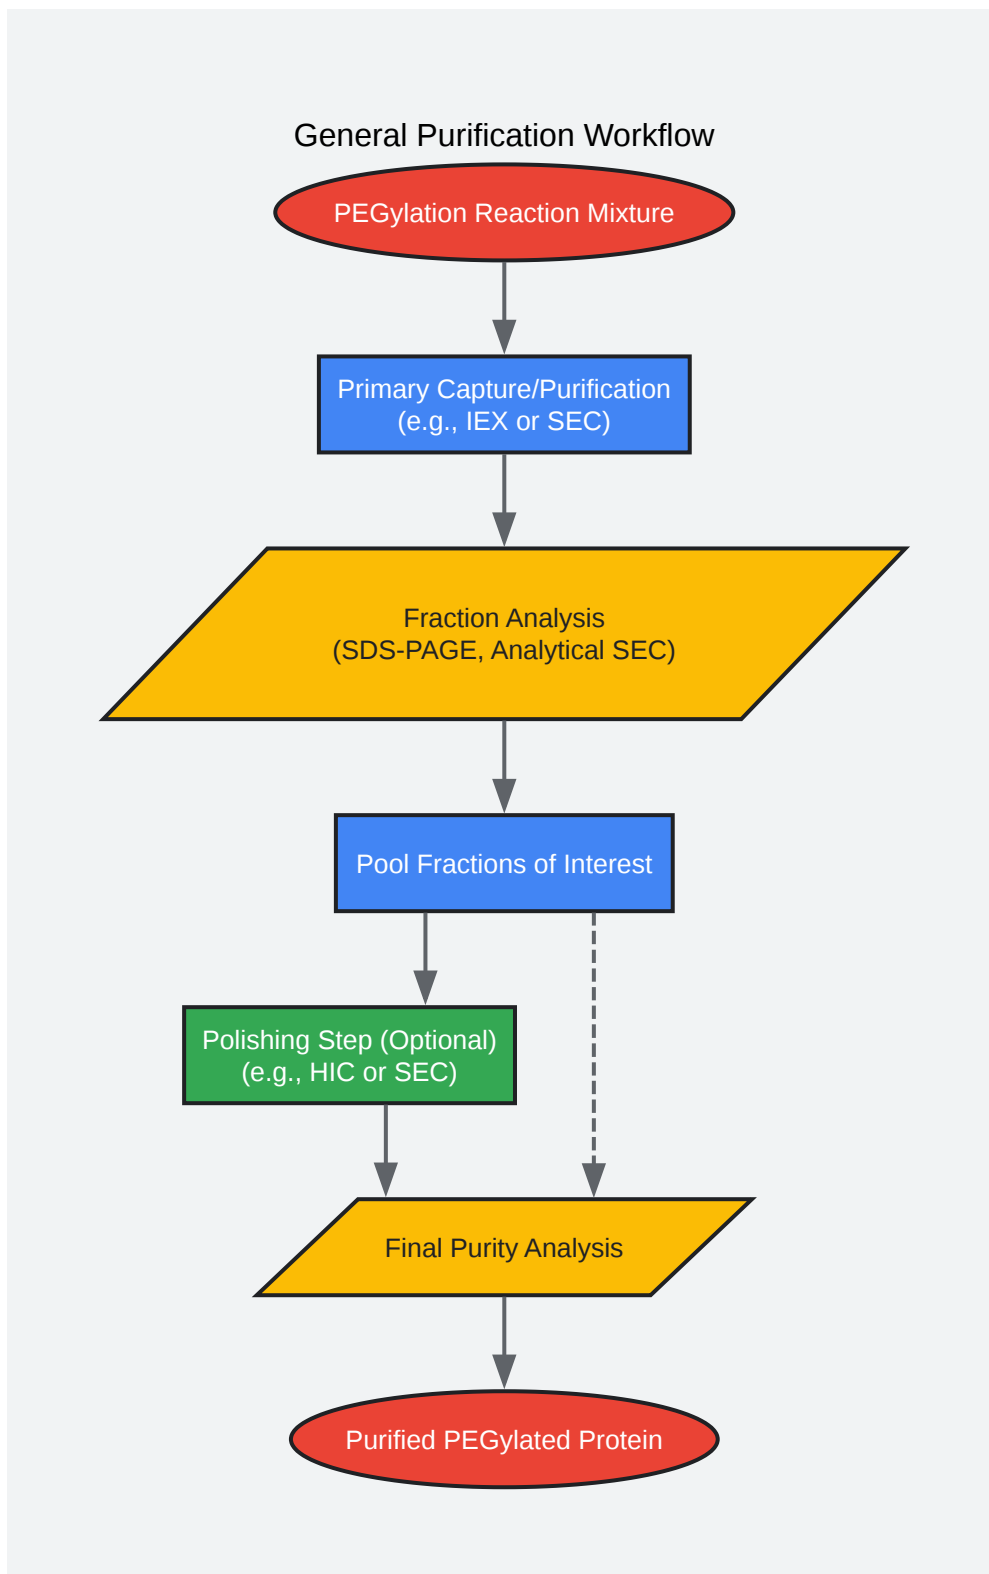 General Purification Workflow
PEGylation Reaction Mixture
Primary Capture/Purification
(e.g., IEX or SEC)
Fraction Analysis
(SDS-PAGE, Analytical SEC)
Pool Fractions of Interest
Polishing Step (Optional)
(e.g., HIC or SEC)
Final Purity Analysis
Purified PEGylated Protein